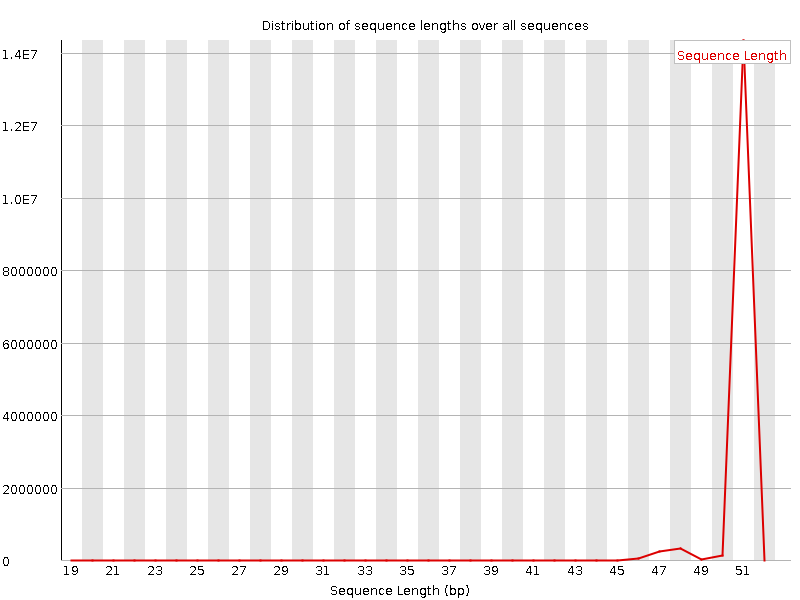 Distribution of sequence lengths over all sequences
Sequence Length
1.4E7
1.2E7
1.0E7
8000000
6000000
4000000
2000000
0
19 21 23 25 27 29 31 33 35 37 39 41 43 45 47 49 51
Sequence Length (bp)